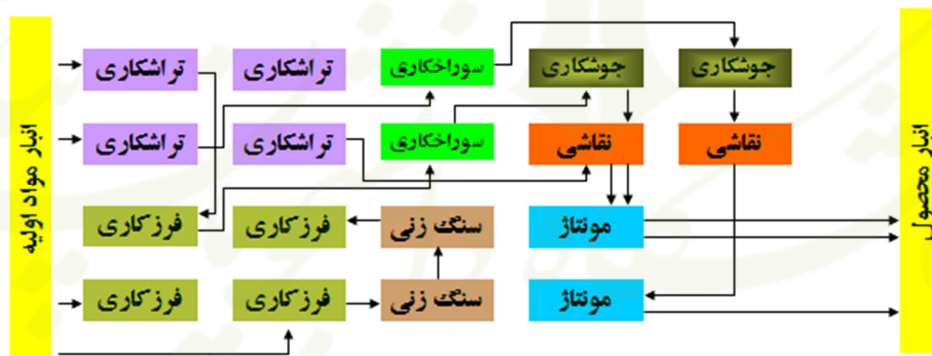 انبار مواد اولیه
تراشکاری
تراشکاری
سوراخکاری
جوشکاری
جوشکاری
تراشکاری
تراشکاری
سوراخکاری
نقاشی
نقاشی
فرزکاری
فرزکاری
سنگ زنی
مونتاژ
فرزکاری
فرزکاری
سنگ زنی
مونتاژ
انبار محصول